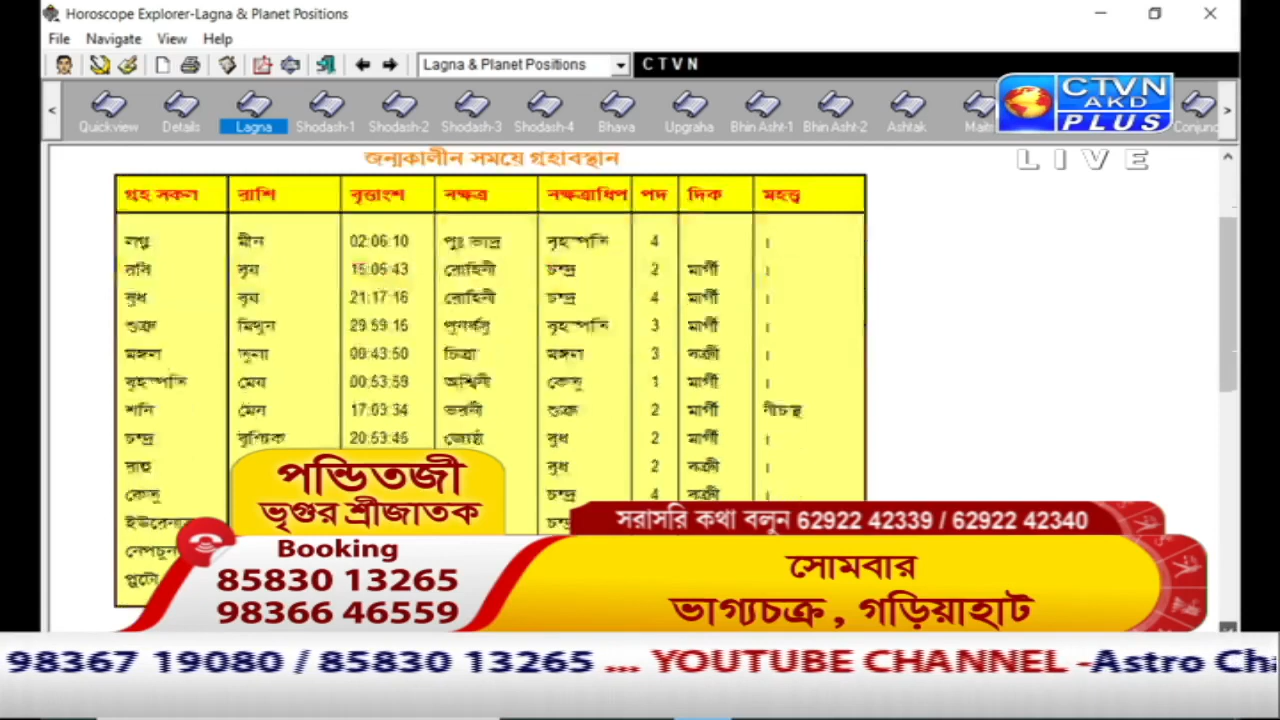 Horoscope Explorer-Lagna & Planet Positions
File Navigate View Help
Lagna & Planet Positions CTVN
Quickview Details Lagna Shodash-1 Shodash-2 Shodash-3 Shodash-4 Bhava Upgraha Bhin Asht-1 Bhin Asht-2 Ashtak
CTVN
AKD
PLUS
LIVE
জন্মকালীন সময়ে গ্রহাবস্থান
গ্রহ সকল রাশি বৃত্তাংশ নক্ষত্র নক্ষত্রাধিপ পদ দিক মহত্ত্ব
লগ্ন মীন 02:06:10 পুঃ ভাদ্র বৃহস্পতি 4 ।
রবি বৃষ 15:06:43 রোহিনী চন্দ্র 2 মার্গী ।
বুধ বৃষ 21:17:16 রোহিনী চন্দ্র 4 মার্গী ।
শুক্র মিথুন 29:59:15 পুনর্বসু বৃহস্পতি 3 মার্গী ।
মঙ্গল তুলা 00:43:50 চিত্রা মঙ্গল 3 বক্রী ।
বৃহস্পতি মেষ 00:53:59 অশ্বিনী কেতু 1 মার্গী ।
শনি মেষ 17:03:34 ভরনী শুক্র 2 মার্গী নীচস্থ
চন্দ্র বৃশ্চিক 20:53:45 জ্যেষ্ঠা বুধ 2 মার্গী ।
রাহু বুধ 2 বক্রী ।
কেতু চন্দ্র 4 বক্রী ।
প্লুটো
পন্ডিতজী
ভৃগুর শ্রীজাতক
সরাসরি কথা বলুন 62922 42339 / 62922 42340
Booking
85830 13265
98366 46559
সোমবার
ভাগ্যচক্র , গড়িয়াহাট
98367 19080 / 85830 13265 ... YOUTUBE CHANNEL -Astro